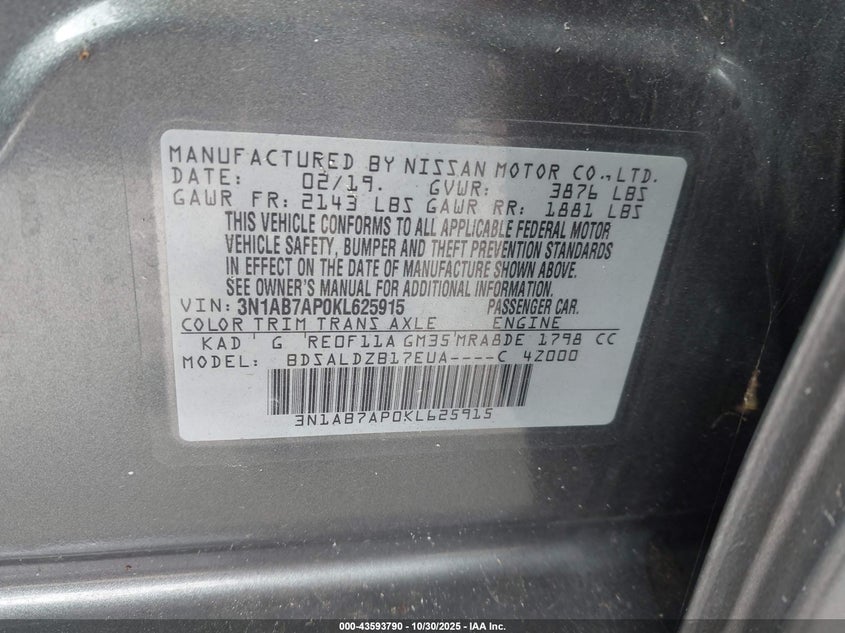 MANUFACTURED BY NISSAN MOTOR CO., LTD.
DATE: 02/19. GVWR: 3876 LBS
GAWR FR: 2143 LBS GAWR RR: 1881 LBS
THIS VEHICLE CONFORMS TO ALL APPLICABLE FEDERAL MOTOR
VEHICLE SAFETY, BUMPER AND THEFT PREVENTION STANDARDS
IN EFFECT ON THE DATE OF MANUFACTURE SHOWN ABOVE.
SEE OWNER'S MANUAL FOR ADDITIONAL INFORMATION.
VIN: 3N1AB7AP0KL625915 PASSENGER CAR.
COLOR TRIM TRANS AXLE ENGINE
KAD G RE0F11A GM35 MRA8DE 1798 CC
MODEL: BDSALDZB17EUA----C 4Z000
3N1AB7AP0KL625915
000-43593790 - 10/30/2025 - IAA Inc.